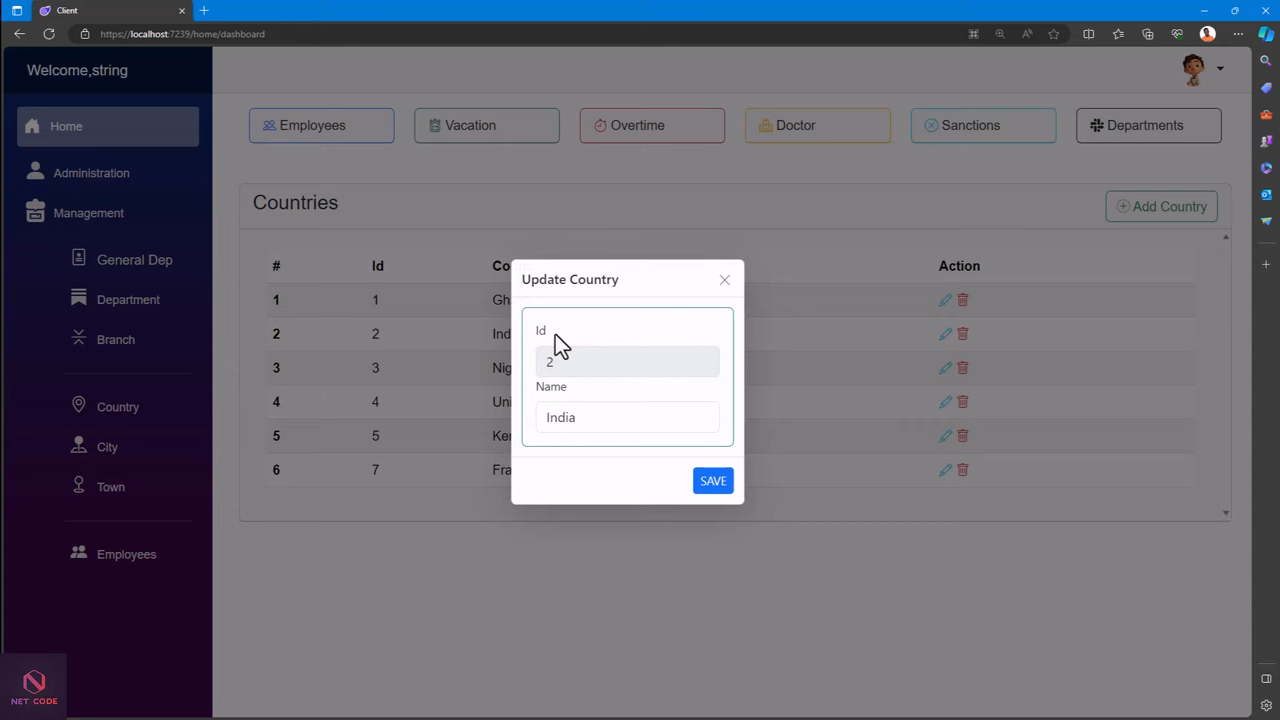 Client
https://localhost:7239/home/dashboard
Welcome,string
Home
Administration
Management
General Dep
Department
Branch
Country
City
Town
Employees
Employees
Vacation
Overtime
Doctor
Sanctions
Departments
Countries
Add Country
# Id Co Action
1 1 Gh
2 2 Ind
3 3 Nig
4 4 Uni
5 5 Ker
6 7 Fra
Update Country
Id
2
Name
India
SAVE
NET CODE